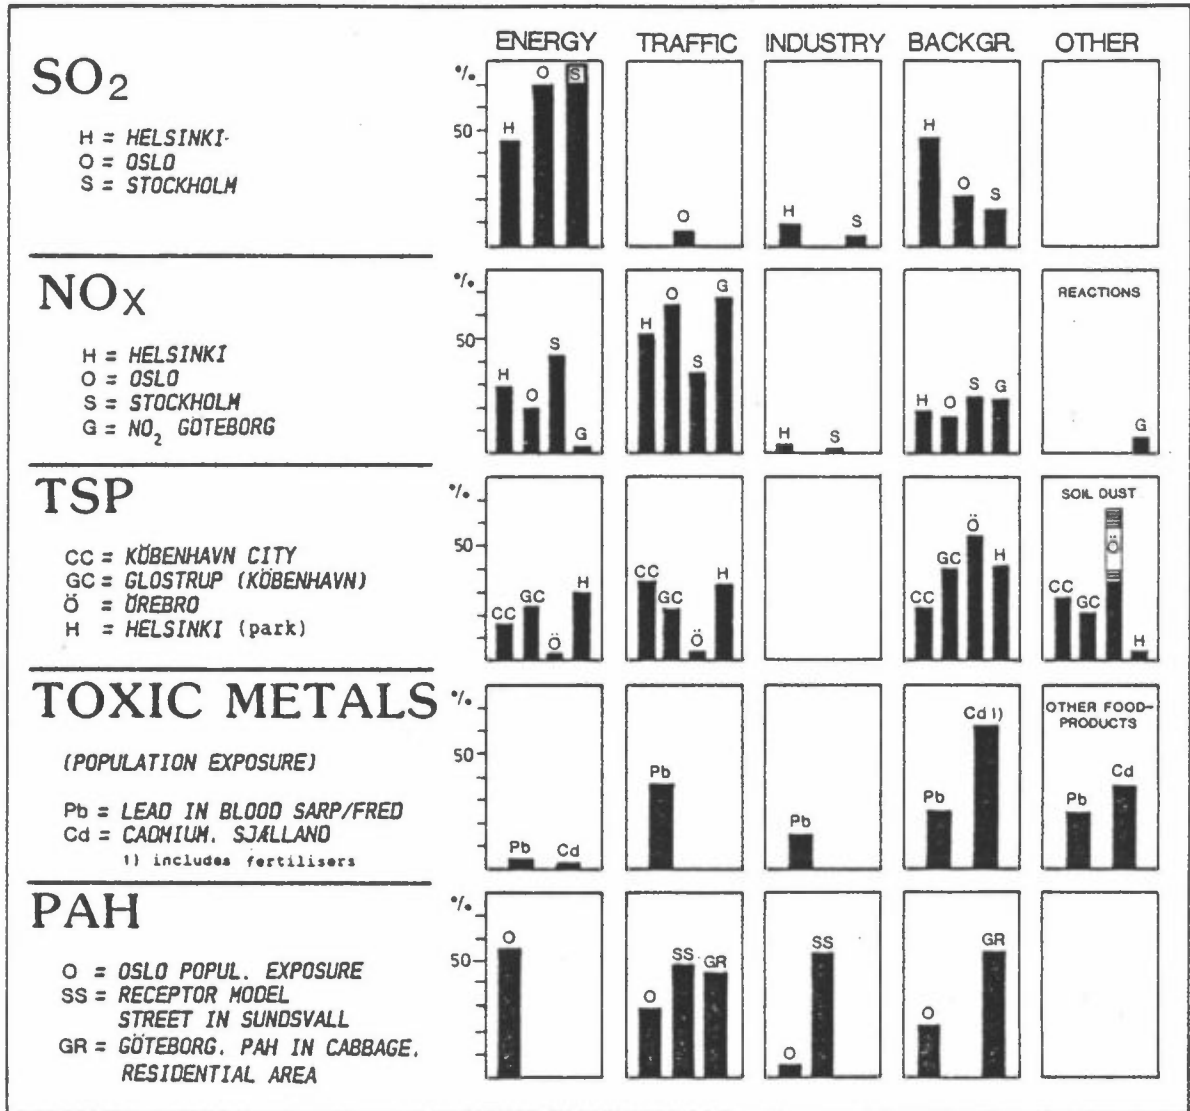 ENERGY TRAFFIC INDUSTRY BACKGR. OTHER
SO2
H = HELSINKI
O = OSLO
S = STOCKHOLM
%
50
H O S
O
H S
H O S
NOX
H = HELSINKI
O = OSLO
S = STOCKHOLM
G = NO2 GÖTEBORG
%
50
H O S G
H O S G
H S
H O S G
REACTIONS
G
TSP
CC = KÖBENHAVN CITY
GC = GLOSTRUP (KÖBENHAVN)
Ö = ÖREBRO
H = HELSINKI (park)
%
50
CC GC Ö H
CC GC Ö H
CC GC Ö H
SOIL DUST
CC GC Ö H
TOXIC METALS
(POPULATION EXPOSURE)
Pb = LEAD IN BLOOD SARP/FRED
Cd = CADMIUM. SJÆLLAND
1) includes fertilisers
%
50
Pb Cd
Pb
Pb
Pb Cd 1)
OTHER FOOD-
PRODUCTS
Pb Cd
PAH
O = OSLO POPUL. EXPOSURE
SS = RECEPTOR MODEL
STREET IN SUNDSVALL
GR = GÖTEBORG. PAH IN CABBAGE.
RESIDENTIAL AREA
%
50
O
O SS GR
O SS
O GR